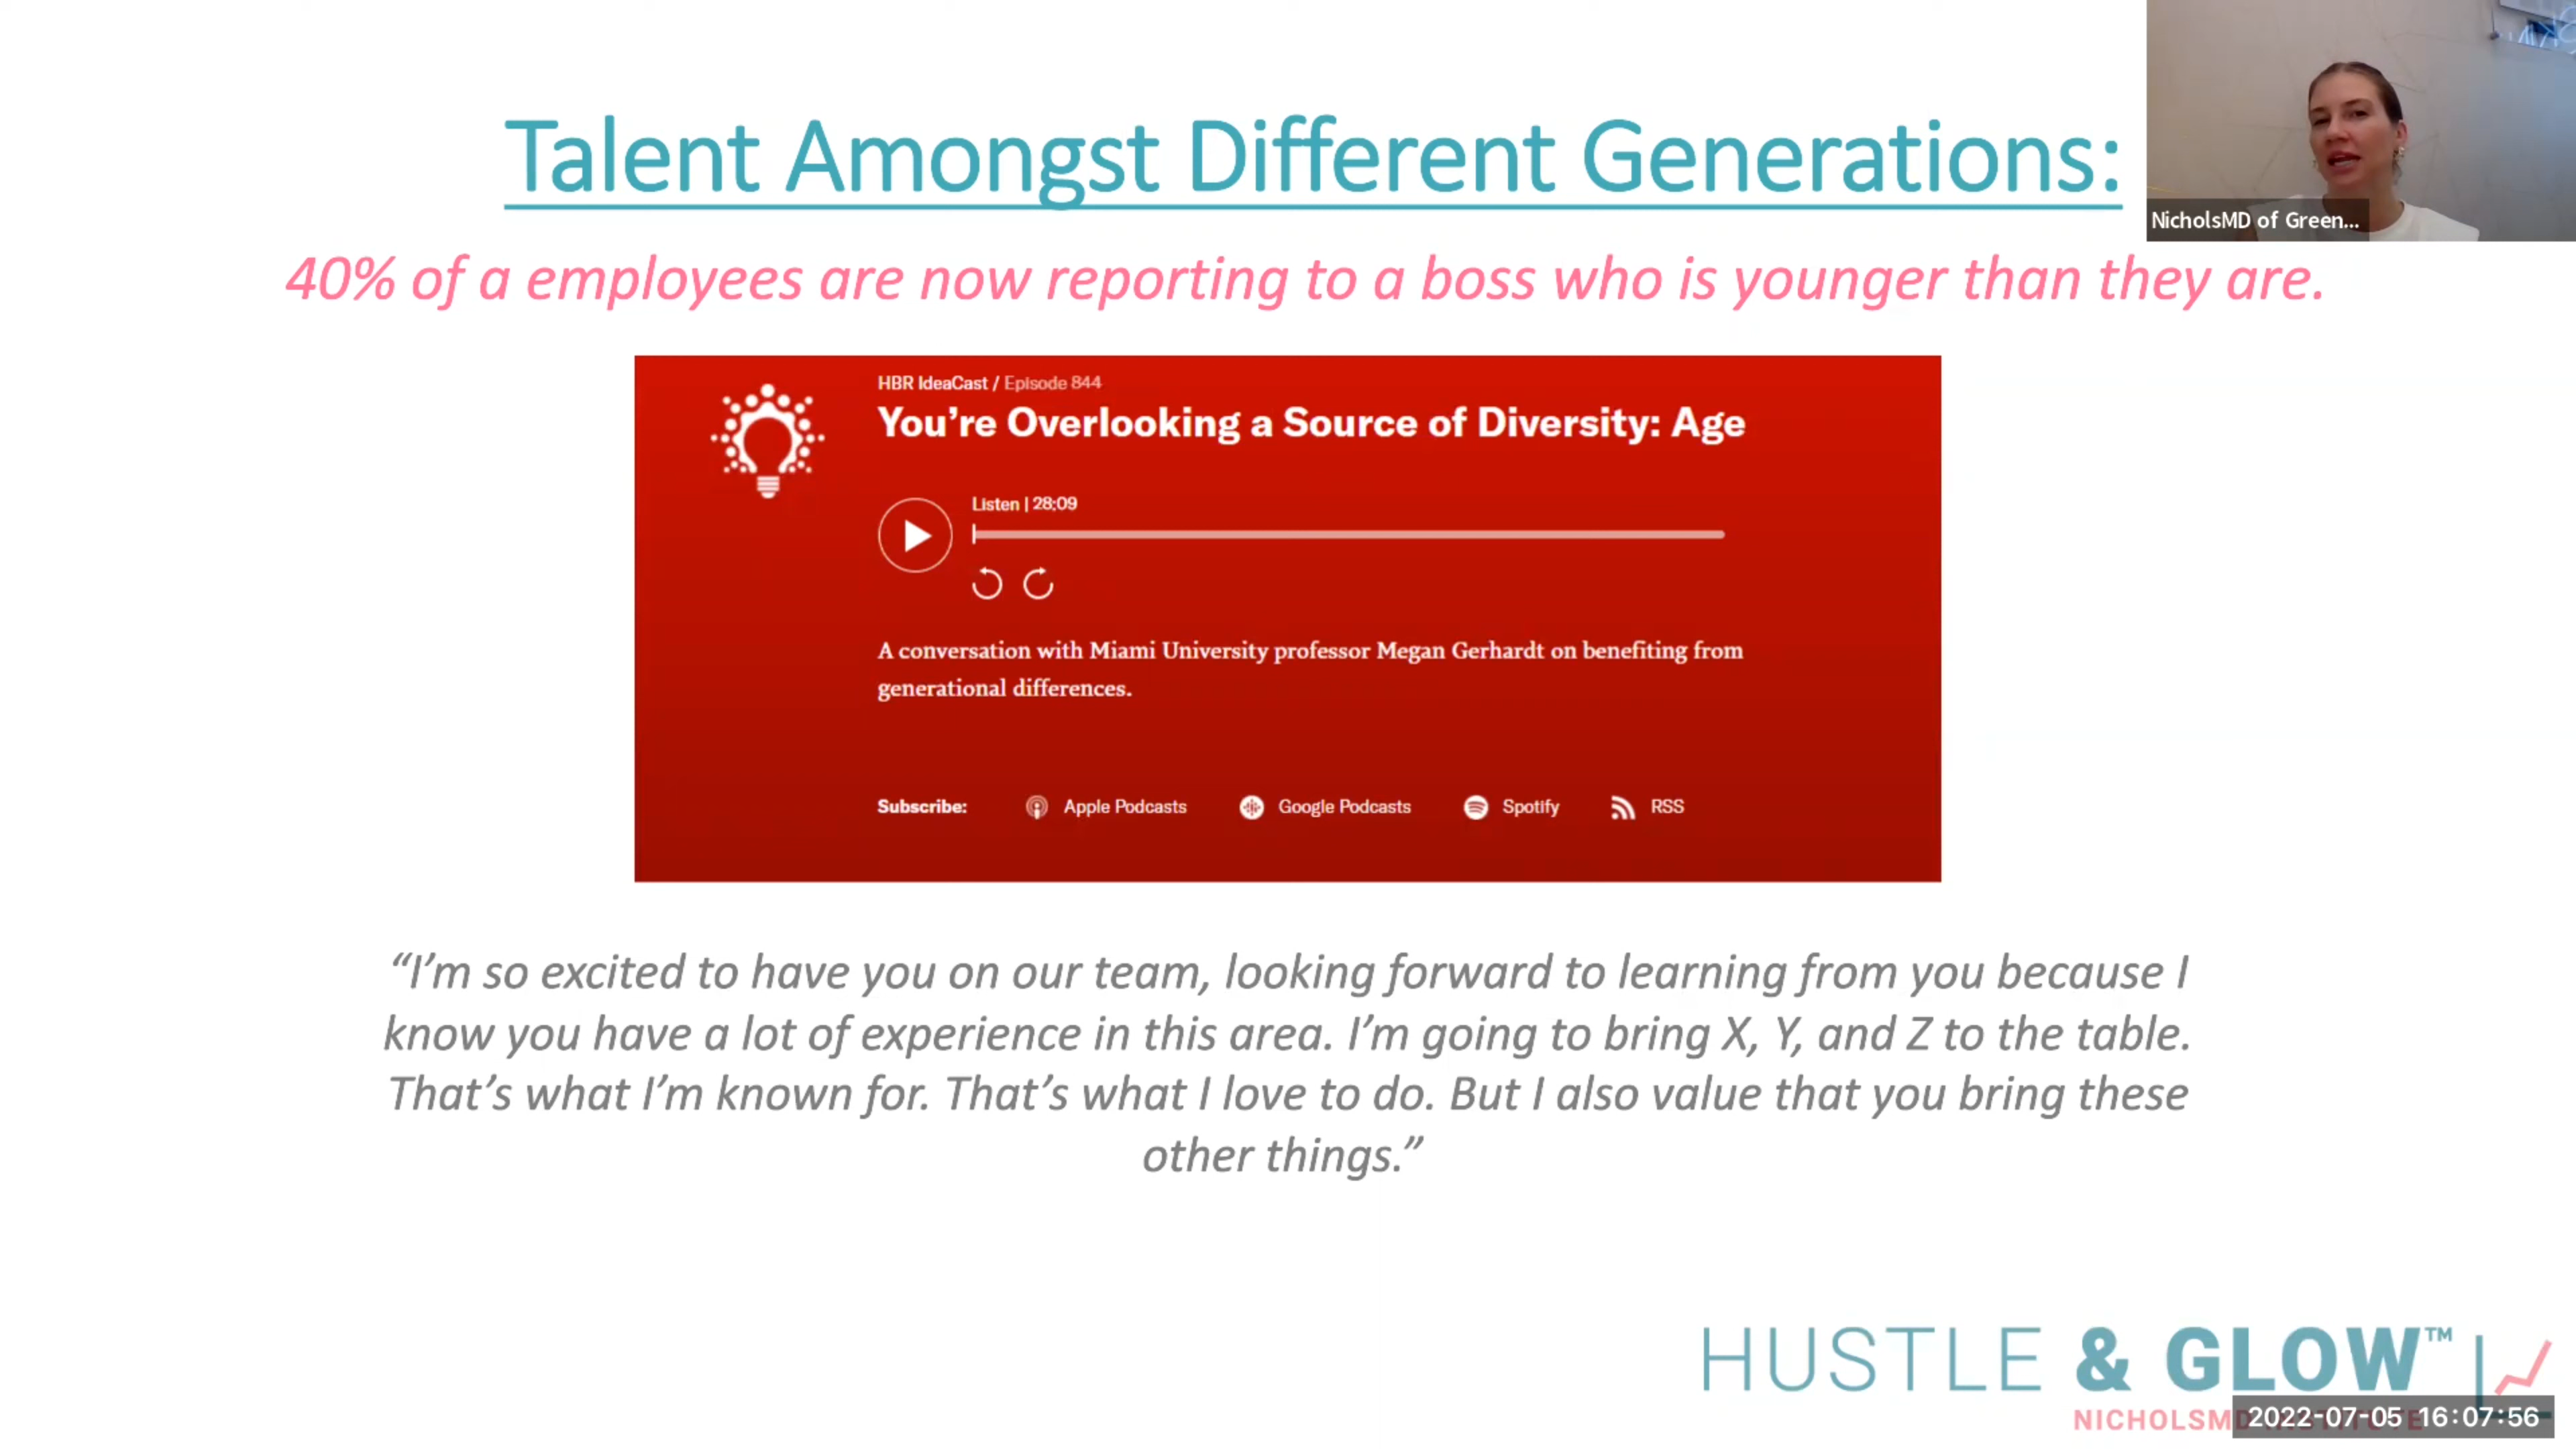 Talent Amongst Different Generations:
NicholsMD of Green...
40% of a employees are now reporting to a boss who is younger than they are.
HBR IdeaCast / Episode 844
You're Overlooking a Source of Diversity: Age
Listen | 28:09
A conversation with Miami University professor Megan Gerhardt on benefiting from
generational differences.
Subscribe: Apple Podcasts Google Podcasts Spotify RSS
“I’m so excited to have you on our team, looking forward to learning from you because I
know you have a lot of experience in this area. I’m going to bring X, Y, and Z to the table.
That’s what I’m known for. That’s what I love to do. But I also value that you bring these
other things.”
HUSTLE & GLOW™
NICHOLSMD
2022-07-05 16:07:56